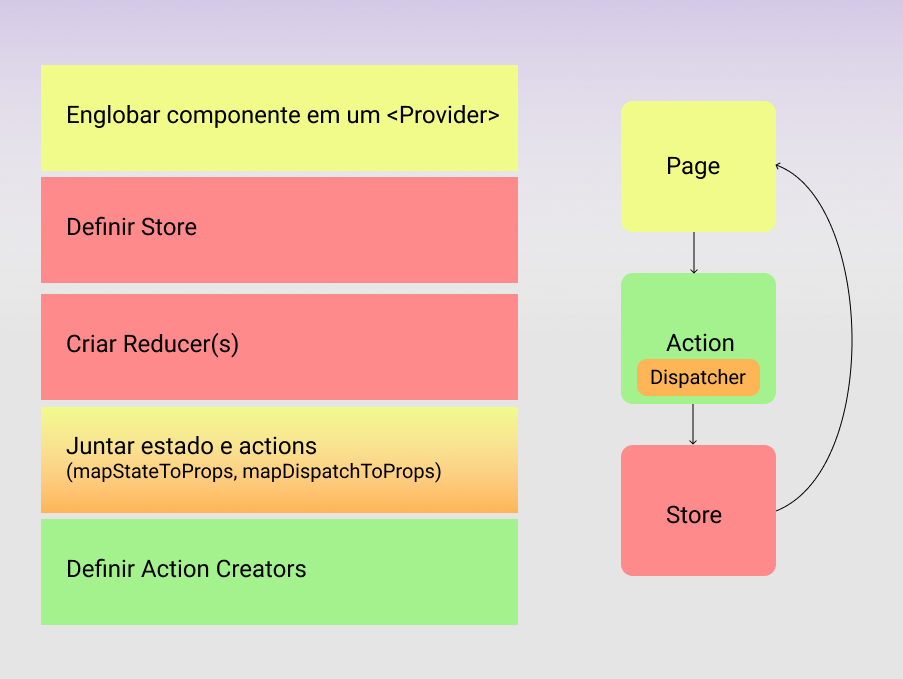 Englobar componente em um <Provider>
Definir Store
Criar Reducer(s)
Juntar estado e actions
(mapStateToProps, mapDispatchToProps)
Definir Action Creators
Page
Action
Dispatcher
Store